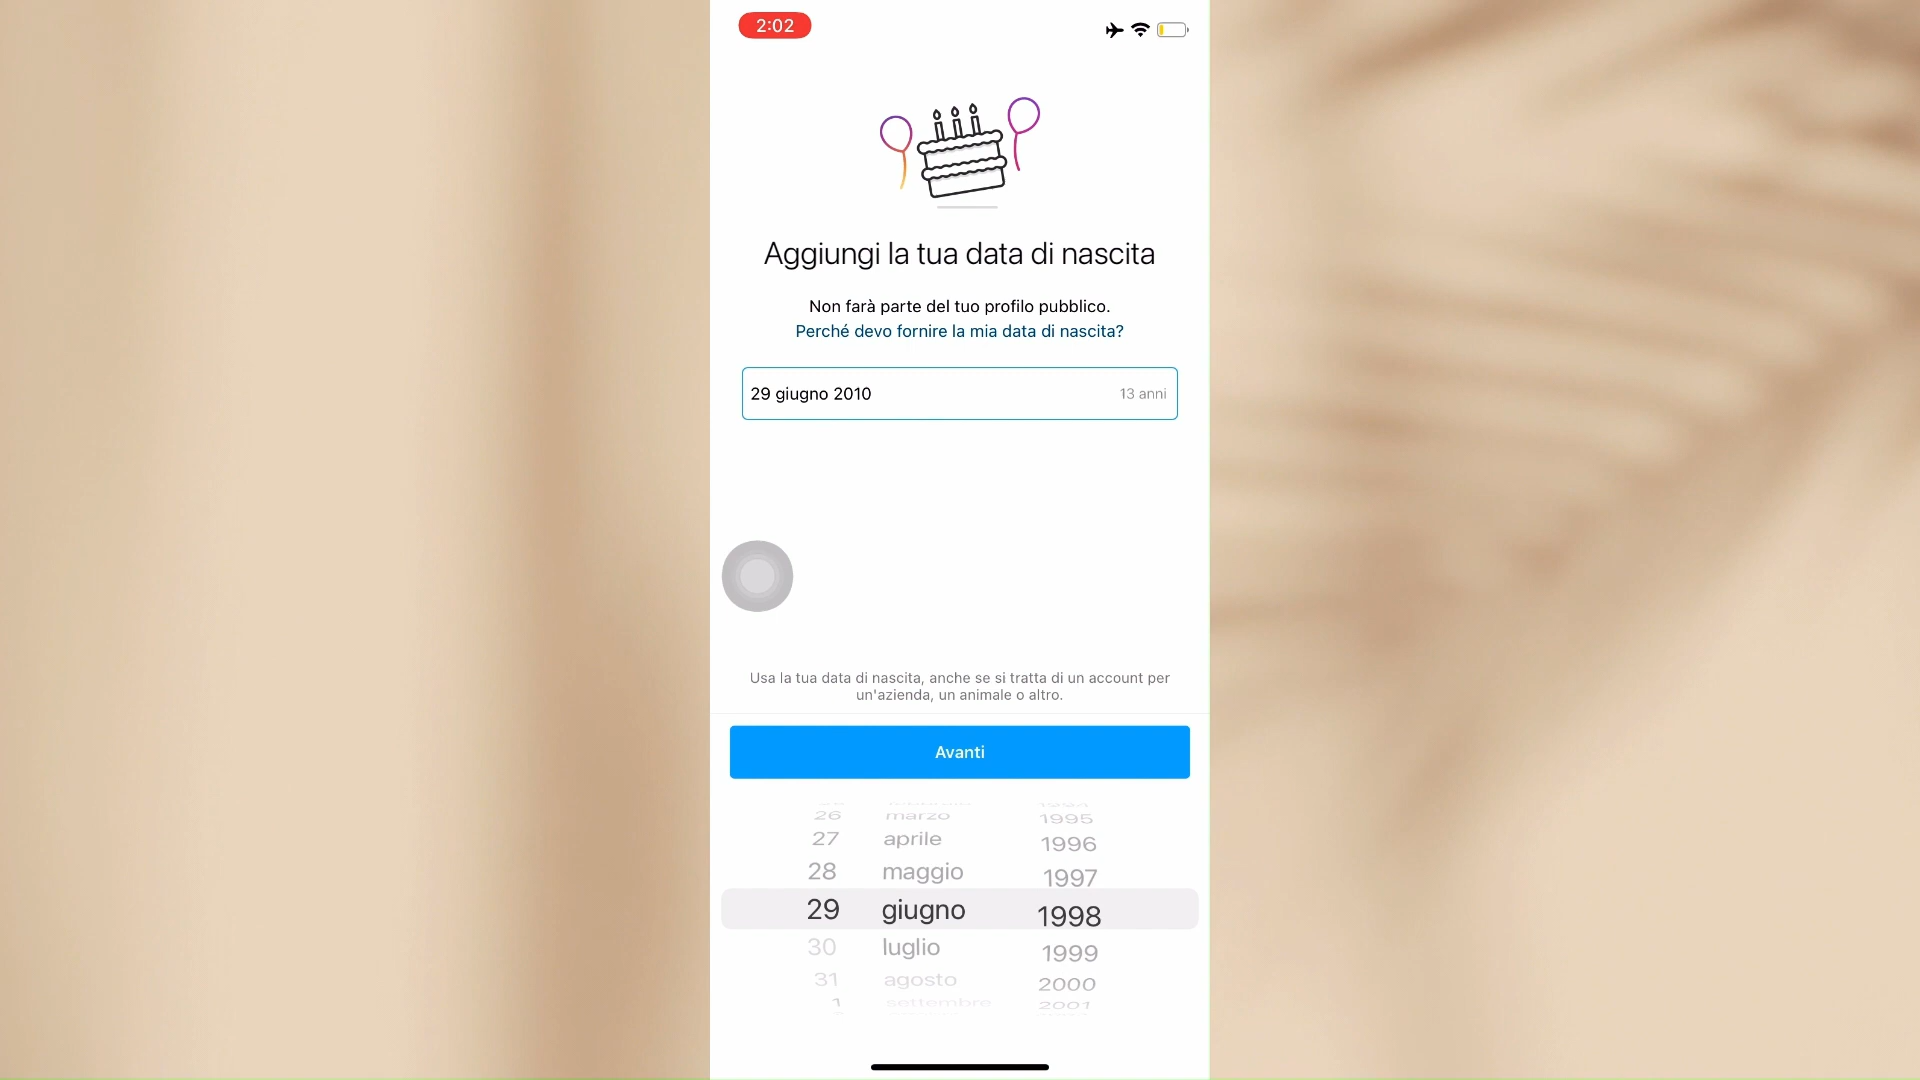 2:02
Aggiungi la tua data di nascita
Non farà parte del tuo profilo pubblico.
Perché devo fornire la mia data di nascita?
29 giugno 2010 13 anni
Usa la tua data di nascita, anche se si tratta di un account per
un'azienda, un animale o altro.
Avanti
26 marzo 1995
27 aprile 1996
28 maggio 1997
29 giugno 1998
30 luglio 1999
31 agosto 2000
1 settembre 2001